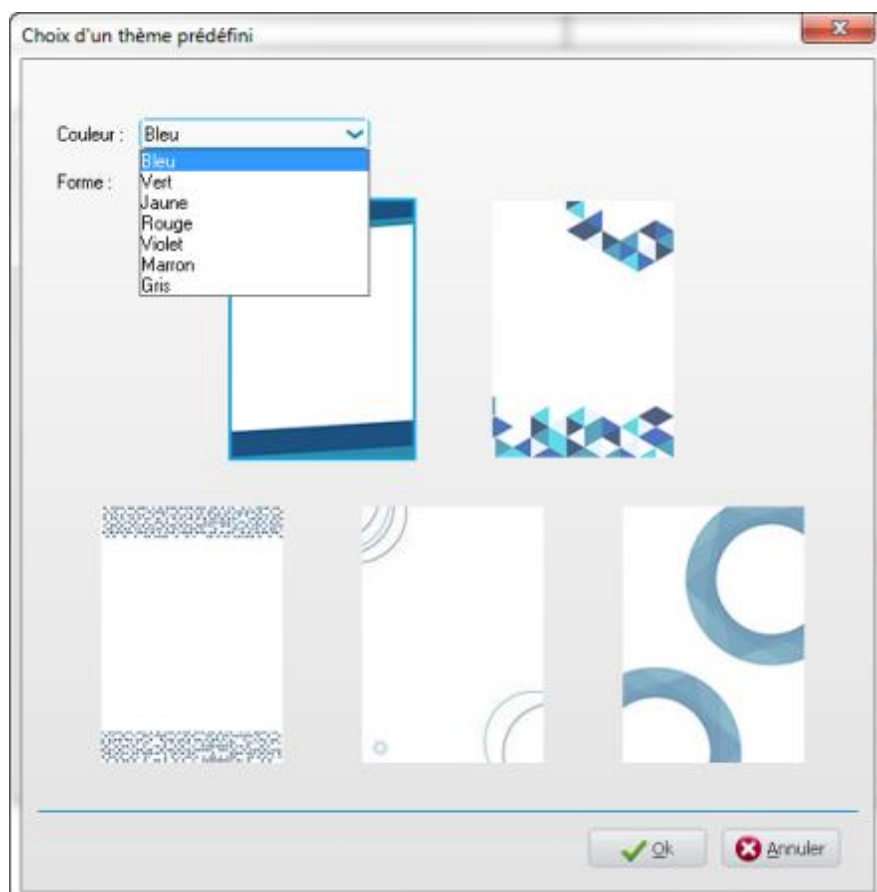 Choix d'un thème prédéfini
Couleur :
Bleu
Bleu
Vert
Forme :
Jaune
Rouge
Violet
Marron
Gris
Ok
Annuler